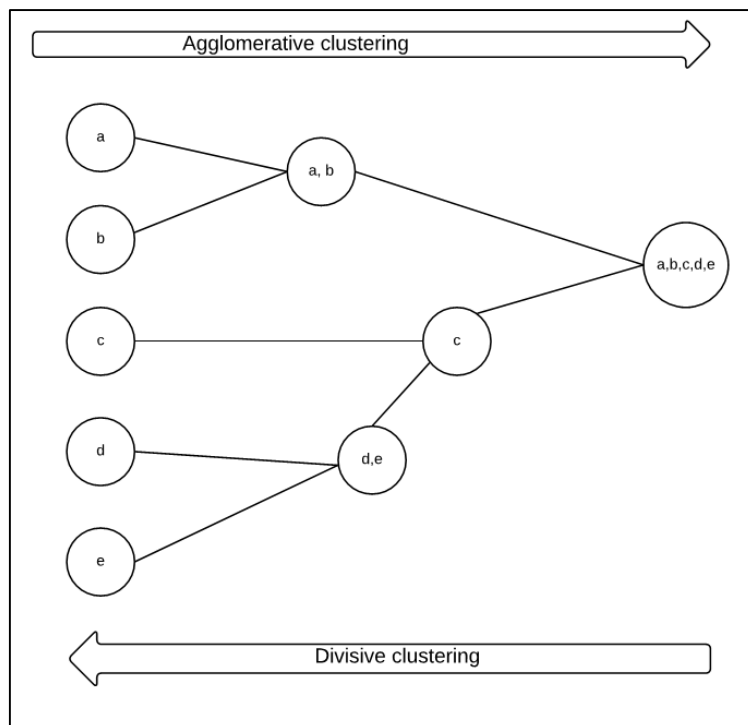 Agglomerative clustering
a
a, b
b
a,b,c,d,e
c
c
d
d,e
e
Divisive clustering